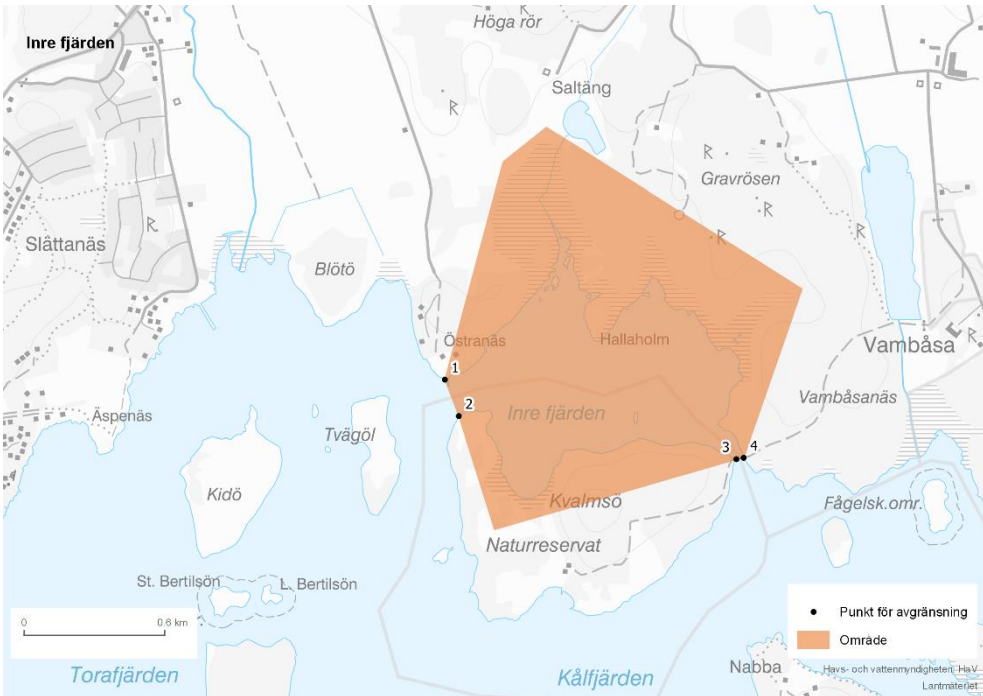 Inre fjärden
Höga rör
Saltäng
R
R
R
Gravrösen
R
R
R
R
Slättanäs
Blötö
Östranäs
Hallaholm
Vambåsa
1
2
Inre fjärden
Vambåsanäs
Äspenäs
Tvägöl
3
4
Kidö
Kvalmsö
Fågelsk.omr.
Naturreservat
St. Bertilsön
L. Bertilsön
0
0.6 km
Punkt för avgränsning
Område
Torafjärden
Kålfjärden
Nabba
Havs- och vattenmyndigheten, HaV
Lantmäteriet